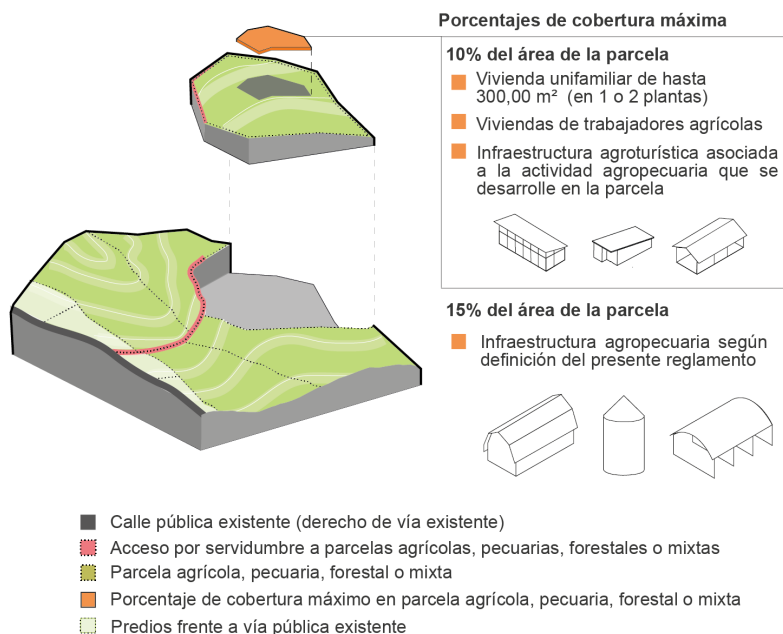 Porcentajes de cobertura máxima
10% del área de la parcela
Vivienda unifamiliar de hasta
300,00 m² (en 1 o 2 plantas)
Viviendas de trabajadores agrícolas
Infraestructura agroturística asociada
a la actividad agropecuaria que se
desarrolle en la parcela
15% del área de la parcela
Infraestructura agropecuaria según
definición del presente reglamento
Calle pública existente (derecho de vía existente)
Acceso por servidumbre a parcelas agrícolas, pecuarias, forestales o mixtas
Parcela agrícola, pecuaria, forestal o mixta
Porcentaje de cobertura máximo en parcela agrícola, pecuaria, forestal o mixta
Predios frente a vía pública existente